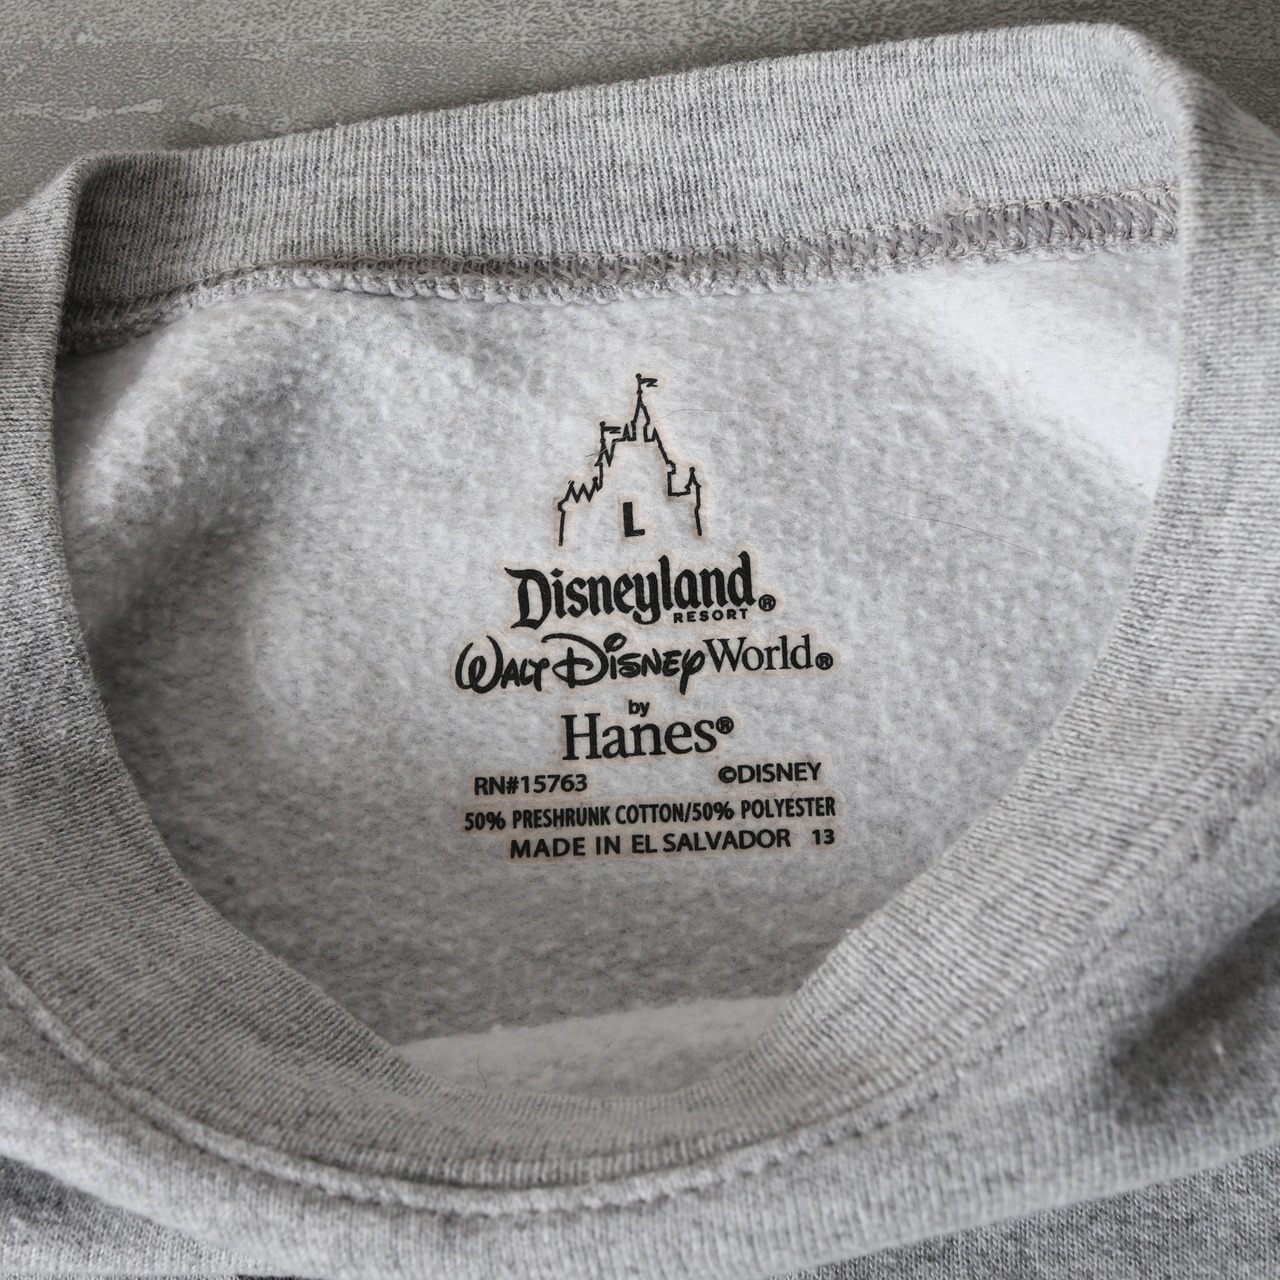 L
Disneyland®
RESORT
WALT DISNEY World®
by
Hanes®
RN#15763 ©DISNEY
50% PRESHRUNK COTTON/50% POLYESTER
MADE IN EL SALVADOR 13